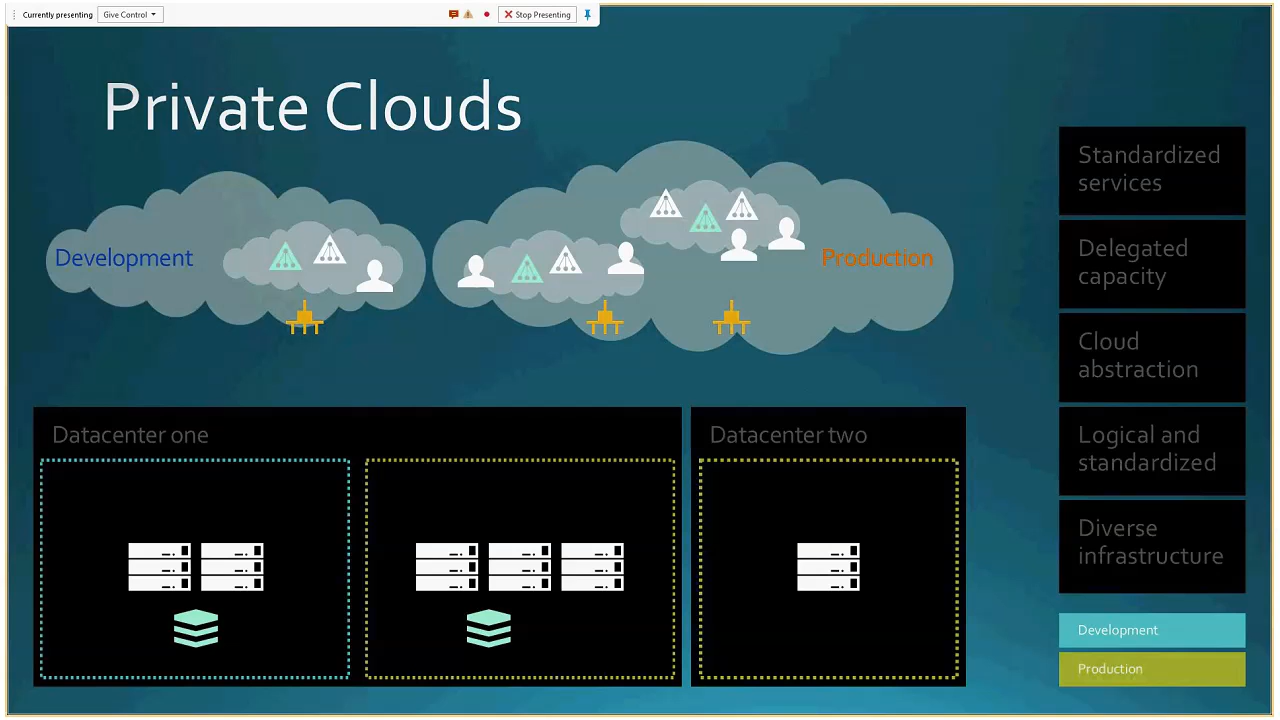 Currently presenting
Give Control
Stop Presenting
Private Clouds
Development
Production
Standardized
services
Delegated
capacity
Cloud
abstraction
Logical and
standardized
Diverse
infrastructure
Datacenter one
Datacenter two
Development
Production